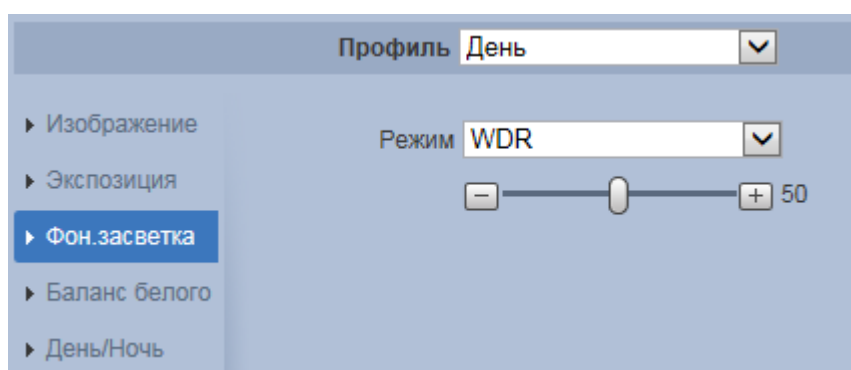 Профиль День
Изображение
Режим WDR
Экспозиция
50
Фон.засветка
Баланс белого
День/Ночь